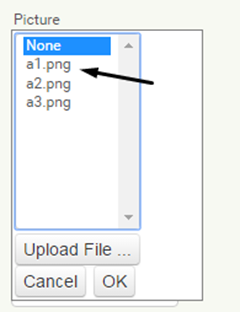 Picture
None
a1.png
a2.png
a3.png
Upload File ...
Cancel OK